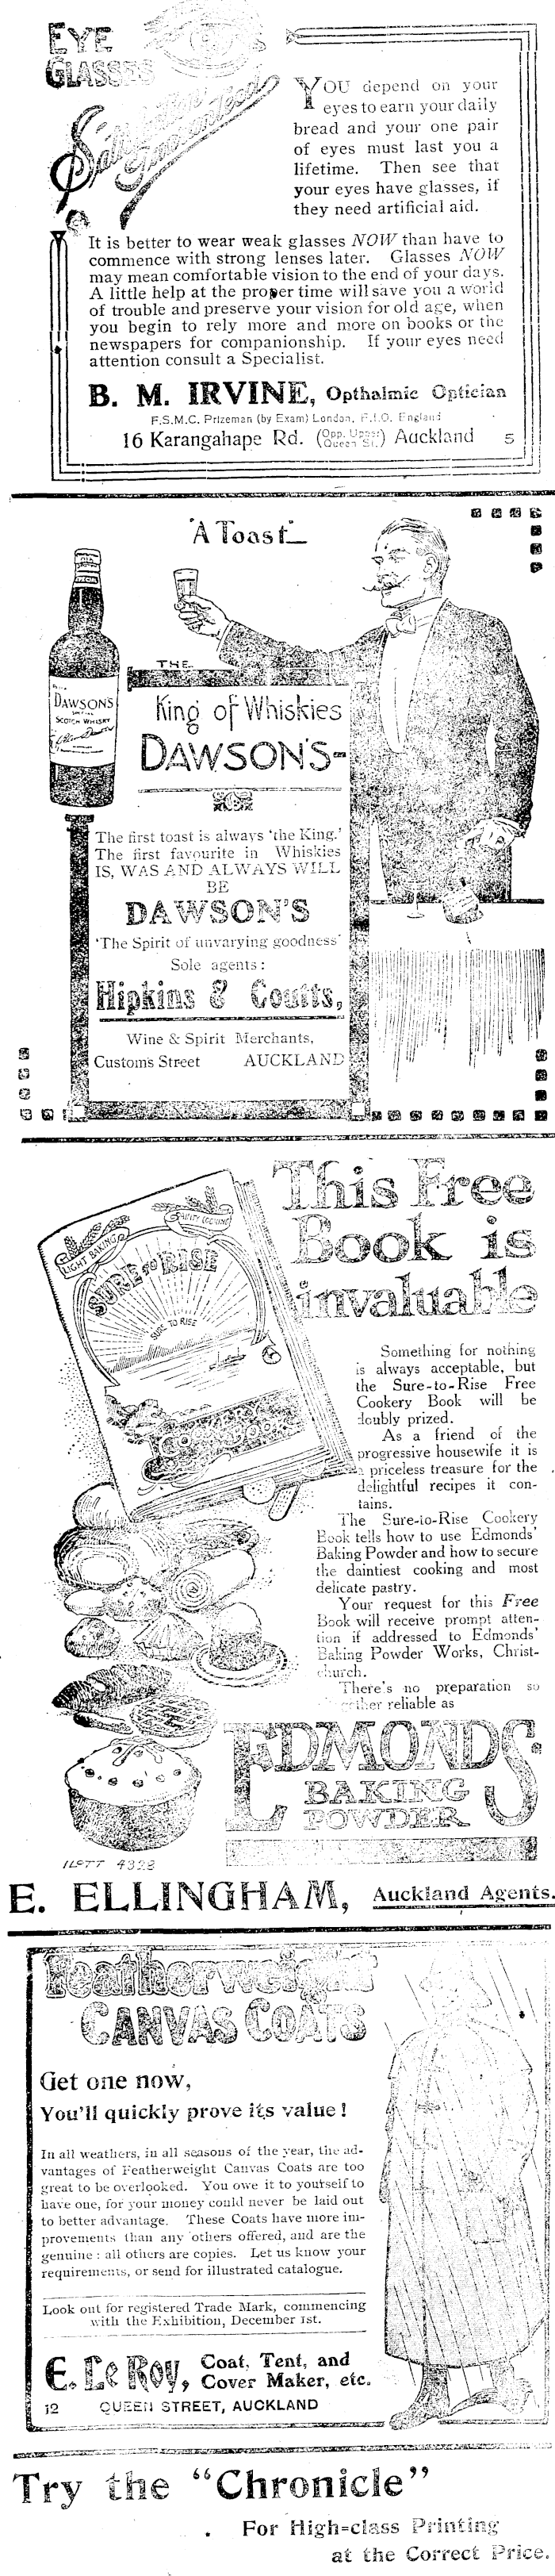 EYE
GLASSES
Satisfaction
Guaranteed
YOU depend on your
eyes to earn your daily
bread and your one pair
of eyes must last you a
lifetime. Then see that
your eyes have glasses, if
they need artificial aid.
It is better to wear weak glasses NOW than have to
commence with strong lenses later. Glasses NOW
may mean comfortable vision to the end of your days.
A little help at the proper time will save you a world
of trouble and preserve your vision for old age, when
you begin to rely more and more on books or the
newspapers for companionship. If your eyes need
attention consult a Specialist.
B. M. IRVINE, Opthalmic Optician
F.S.M.C. Prizeman (by Exam) London, F.I.O. England
16 Karangahape Rd. (Opp. Upper Queen St.) Auckland 5
'A Toast'
THE
King of Whiskies
DAWSON'S-
DAWSON'S
SCOTCH WHISKY
The first toast is always 'the King.'
The first favourite in Whiskies
IS, WAS AND ALWAYS WILL
BE
DAWSON'S
'The Spirit of unvarying goodness'
Sole agents:
Hipkins & Coutts,
Wine & Spirit Merchants,
Customs Street AUCKLAND
This Free
Book is
invaluable
LIGHT BAKING
DAINTY COOKING
SURE TO RISE
SURE TO RISE
COOKERY
BOOK
Something for nothing
is always acceptable, but
the Sure-to-Rise Free
Cookery Book will be
doubly prized.
As a friend of the
progressive housewife it is
a priceless treasure for the
delightful recipes it con-
tains.
The Sure-to-Rise Cookery
Book tells how to use Edmonds'
Baking Powder and how to secure
the daintiest cooking and most
delicate pastry.
Your request for this Free
Book will receive prompt atten-
tion if addressed to Edmonds'
Baking Powder Works, Christ-
church.
There's no preparation so
reliable as
EDMONDS
BAKING
POWDER
ILOTT 4328
E. ELLINGHAM, Auckland Agents.
Featherweight
CANVAS COATS
Get one now,
You'll quickly prove its value!
In all weathers, in all seasons of the year, the ad-
vantages of Featherweight Canvas Coats are too
great to be overlooked. You owe it to yourself to
have one, for your money could never be laid out
to better advantage. These Coats have more im-
provements than any others offered, and are the
genuine: all others are copies. Let us know your
requirements, or send for illustrated catalogue.
Look out for registered Trade Mark, commencing
with the Exhibition, December 1st.
E. Le Roy, Coat, Tent, and
Cover Maker, etc.
12 QUEEN STREET, AUCKLAND
Try the "Chronicle"
For High=class Printing
at the Correct Price.